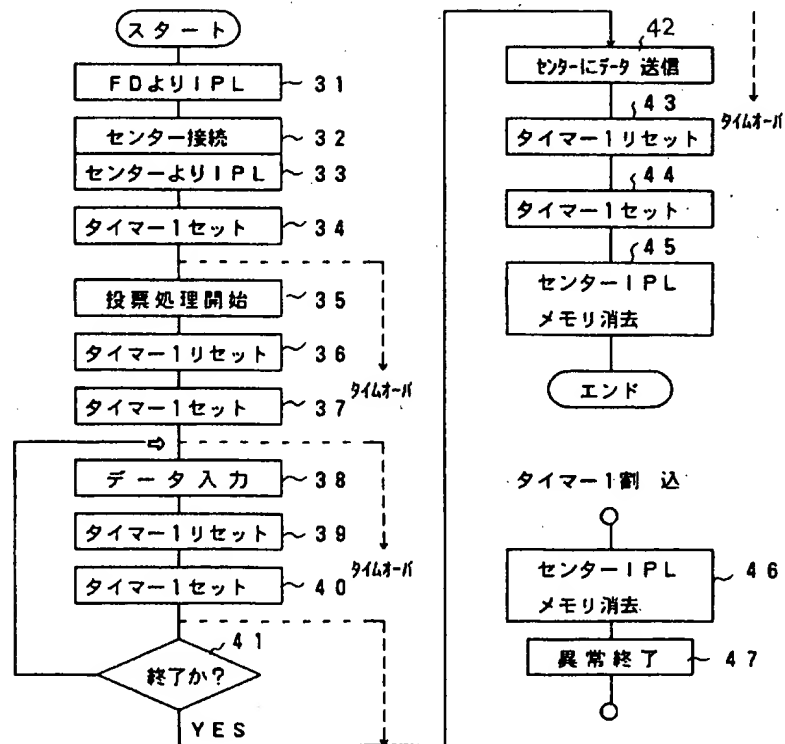 スタート
FDよりIPL 31
センター接続 32
センターよりIPL 33
タイマー1セット 34
投票処理開始 35
タイマー1リセット 36
タイムオーバ
タイマー1セット 37
データ入力 38
タイマー1リセット 39
タイムオーバ
タイマー1セット 40
41
終了か?
YES
42
センターにデータ送信
タイムオーバ
43
タイマー1リセット
44
タイマー1セット
45
センターIPL
メモリ消去
エンド
タイマー1割込
センターIPL
メモリ消去 46
異常終了 47